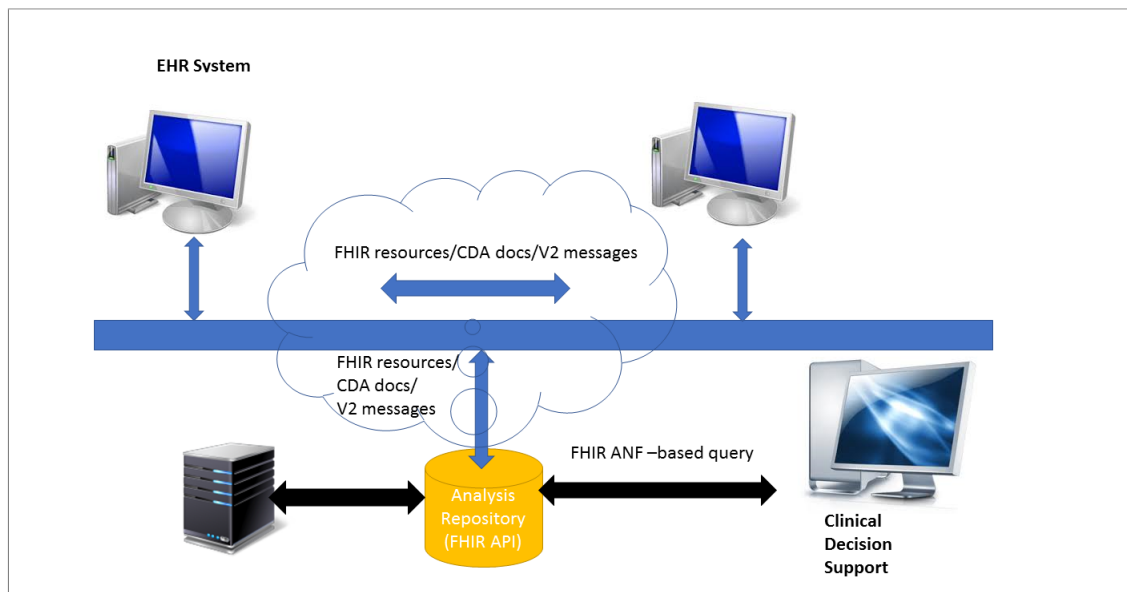 EHR System
FHIR resources/CDA docs/V2 messages
FHIR resources/
CDA docs/
V2 messages
FHIR ANF –based query
Analysis
Repository
(FHIR API)
Clinical
Decision
Support